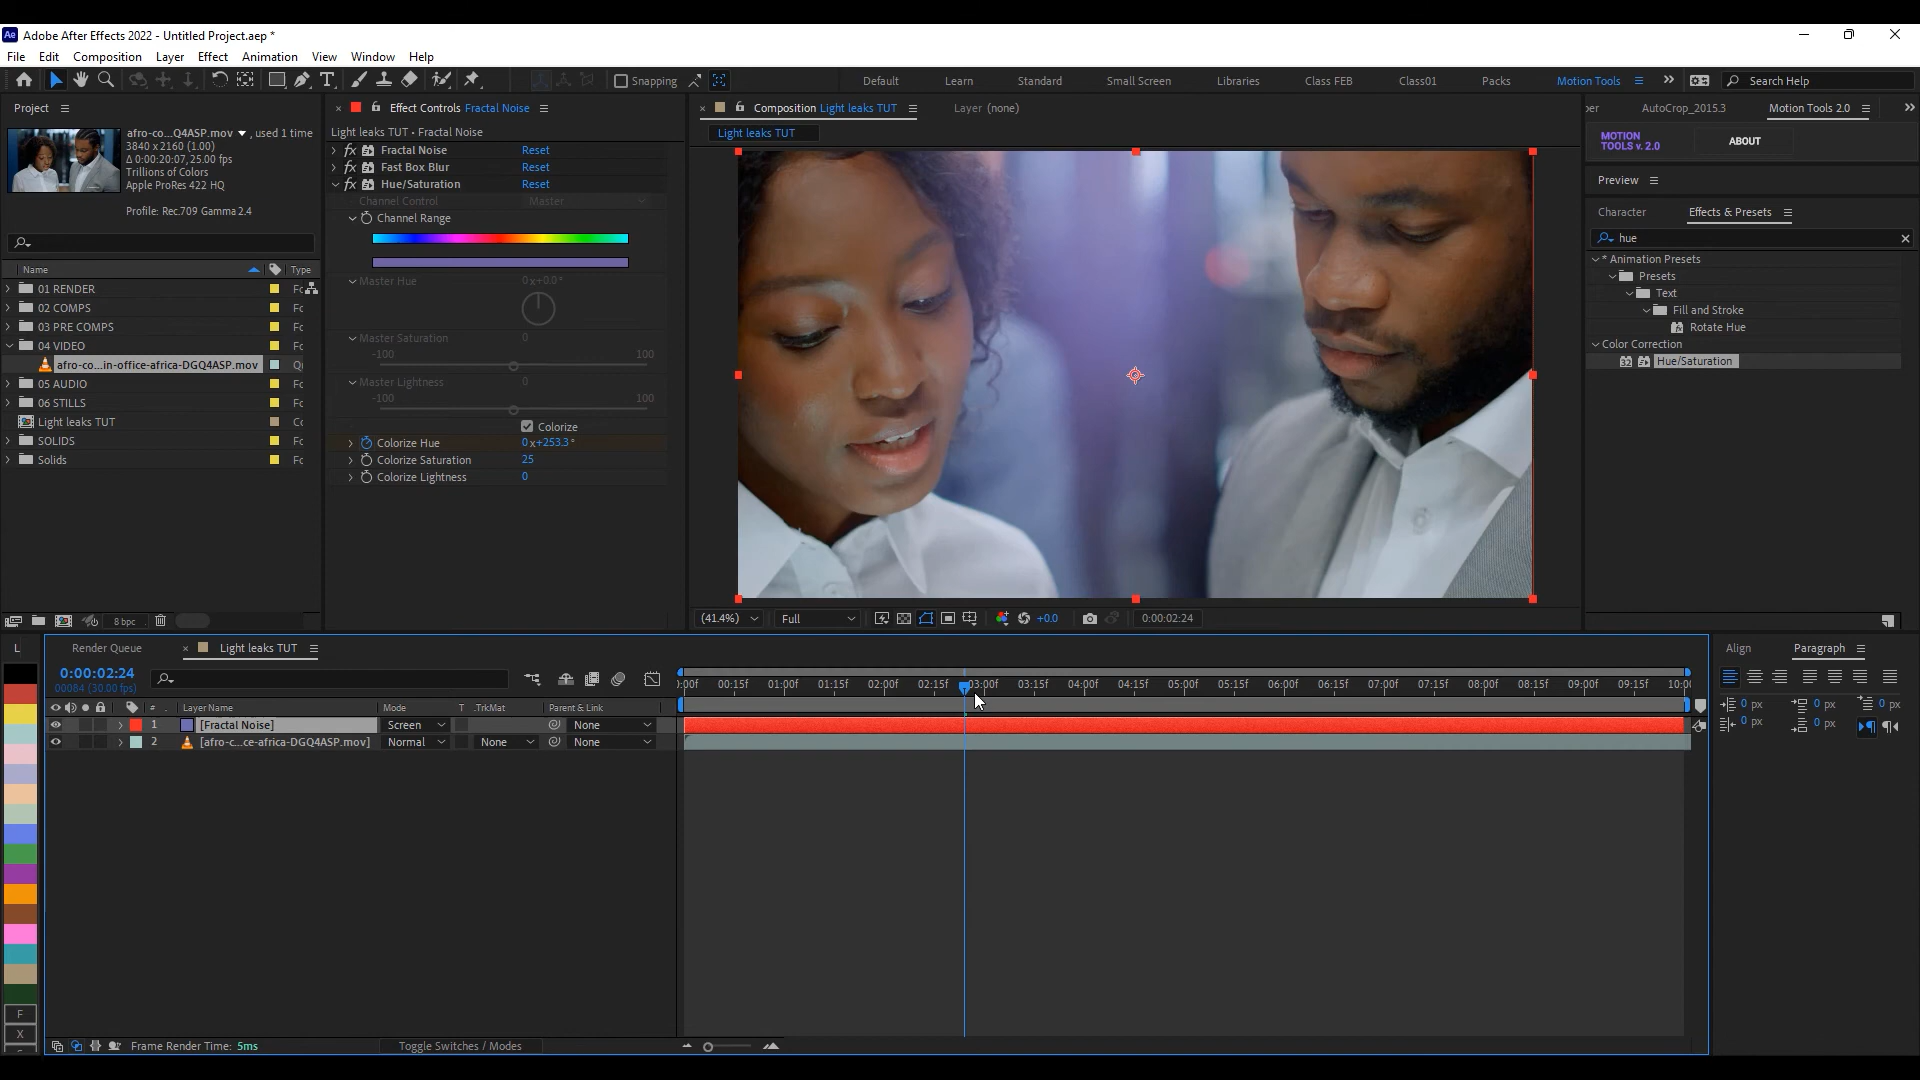 Ae Adobe After Effects 2022 - Untitled Project.aep *
File Edit Composition Layer Effect Animation View Window Help
Snapping Default Learn Standard Small Screen Libraries Class FEB Class01 Packs Motion Tools Search Help
Project
afro-co...Q4ASP.mov , used 1 time
3840 x 2160 (1.00)
Δ 0:00:20:07, 25.00 fps
Trillions of Colors
Apple ProRes 422 HQ
Profile: Rec.709 Gamma 2.4
Name Type
01 RENDER Fc
02 COMPS Fc
03 PRE COMPS Fc
04 VIDEO Fc
afro-co...in-office-africa-DGQ4ASP.mov
05 AUDIO Fc
06 STILLS Fc
Light leaks TUT Cc
SOLIDS Fc
Solids Fc
8 bpc
Effect Controls Fractal Noise
Light leaks TUT • Fractal Noise
fx Fractal Noise Reset
fx Fast Box Blur Reset
fx Hue/Saturation Reset
Channel Control Master
Channel Range
Master Hue 0x+0.0°
Master Saturation 0
-100 100
Master Lightness 0
-100 100
Colorize
Colorize Hue 0x+253.3°
Colorize Saturation 25
Colorize Lightness 0
Composition Light leaks TUT Layer (none)
Light leaks TUT
(41.4%) Full +0.0 0:00:02:24
per AutoCrop_2015.3 Motion Tools 2.0
MOTION
TOOLS v. 2.0 ABOUT
Preview
Character Effects & Presets
hue
* Animation Presets
Presets
Text
Fill and Stroke
Rotate Hue
Color Correction
32 Hue/Saturation
L Render Queue Light leaks TUT
0:00:02:24
00084 (30.00 fps)
):00f 00:15f 01:00f 01:15f 02:00f 02:15f 03:00f 03:15f 04:00f 04:15f 05:00f 05:15f 06:00f 06:15f 07:00f 07:15f 08:00f 08:15f 09:00f 09:15f 10:0
# Layer Name Mode T .TrkMat Parent & Link
1 [Fractal Noise] Screen None
2 [afro-c...ce-africa-DGQ4ASP.mov] Normal None None
F
X
Frame Render Time: 5ms Toggle Switches / Modes
Align Paragraph
0 px 0 px 0 px
0 px 0 px